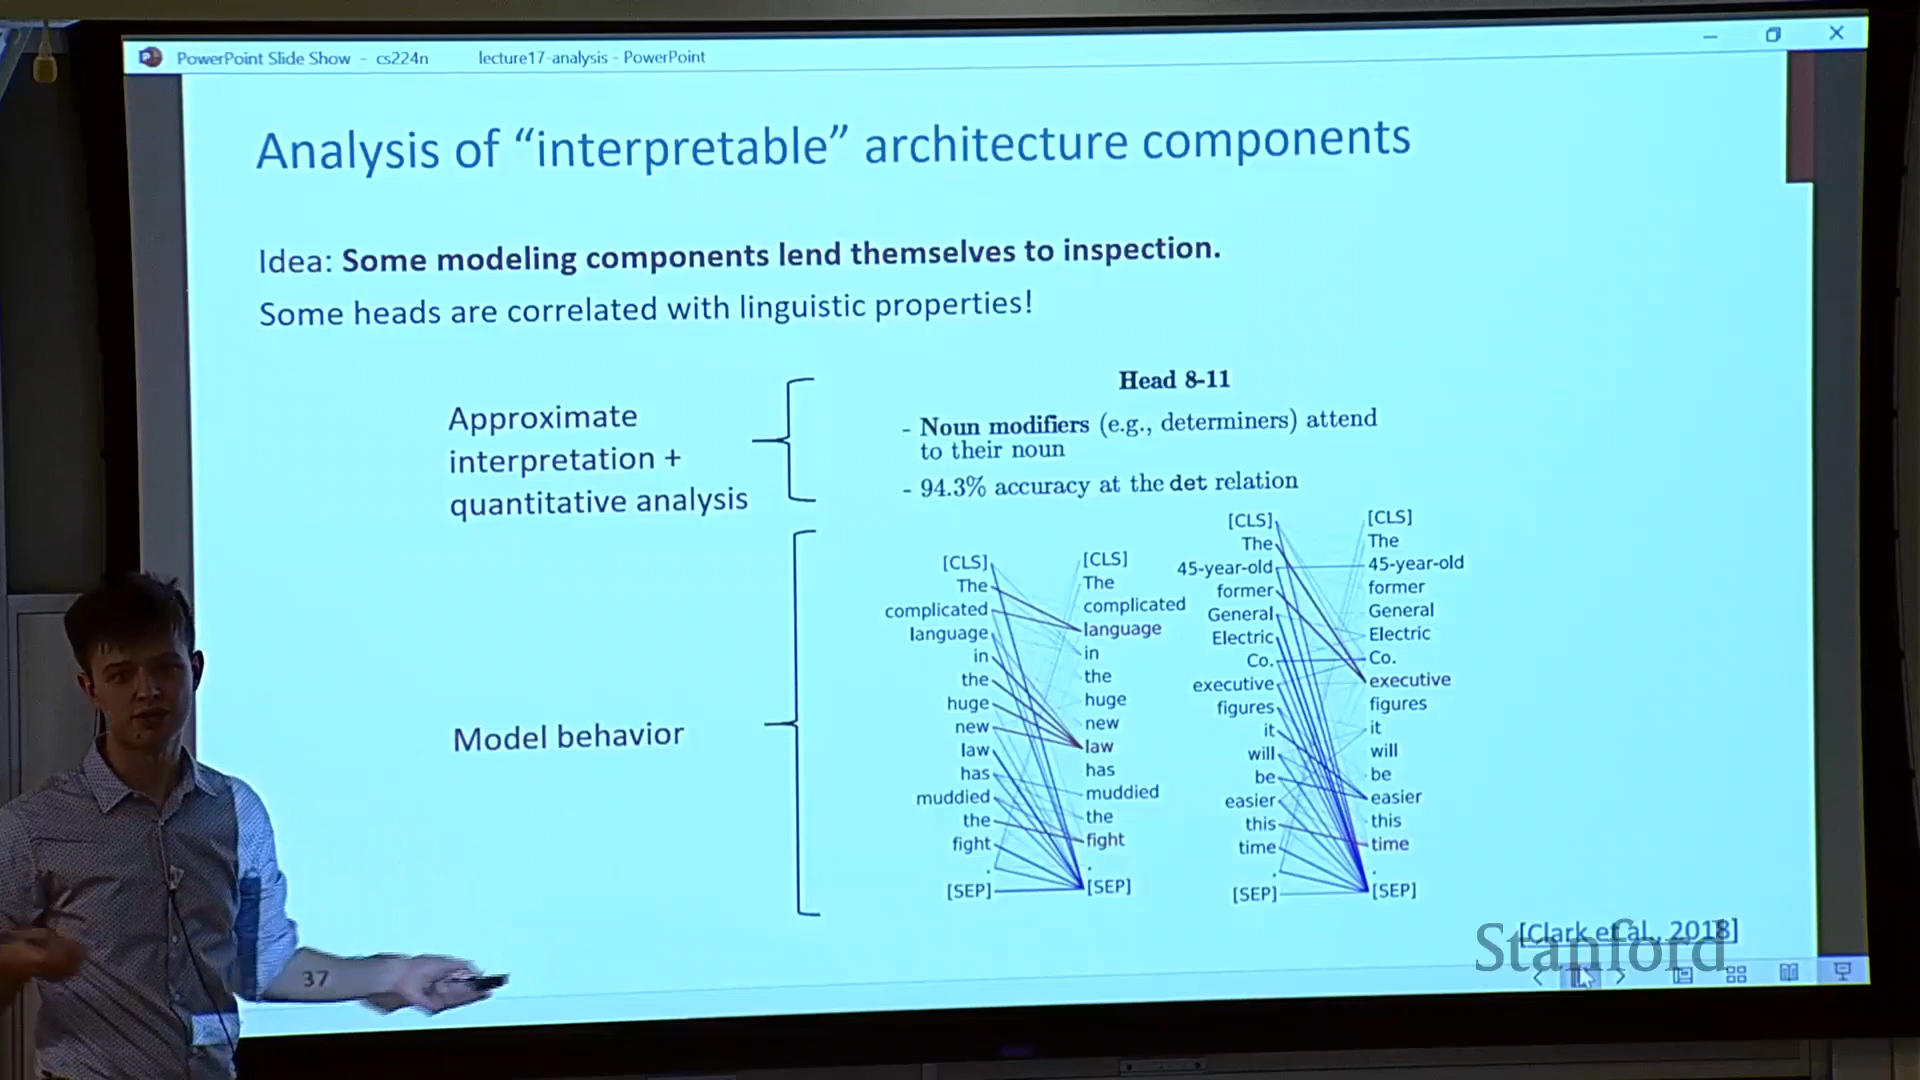 PowerPoint Slide Show - cs224n lecture17-analysis - PowerPoint
Analysis of “interpretable” architecture components
Idea: Some modeling components lend themselves to inspection.
Some heads are correlated with linguistic properties!
Approximate
interpretation +
quantitative analysis
Head 8-11
- Noun modifiers (e.g., determiners) attend
to their noun
- 94.3% accuracy at the det relation
Model behavior
[CLS]
The
complicated
language
in
the
huge
new
law
has
muddied
the
fight
.
[SEP]
[CLS]
The
complicated
language
in
the
huge
new
law
has
muddied
the
fight
.
[SEP]
[CLS]
The
45-year-old
former
General
Electric
Co.
executive
figures
it
will
be
easier
this
time
.
[SEP]
[CLS]
The
45-year-old
former
General
Electric
Co.
executive
figures
it
will
be
easier
this
time
.
[SEP]
[Clark et al., 2018]
Stanford
37